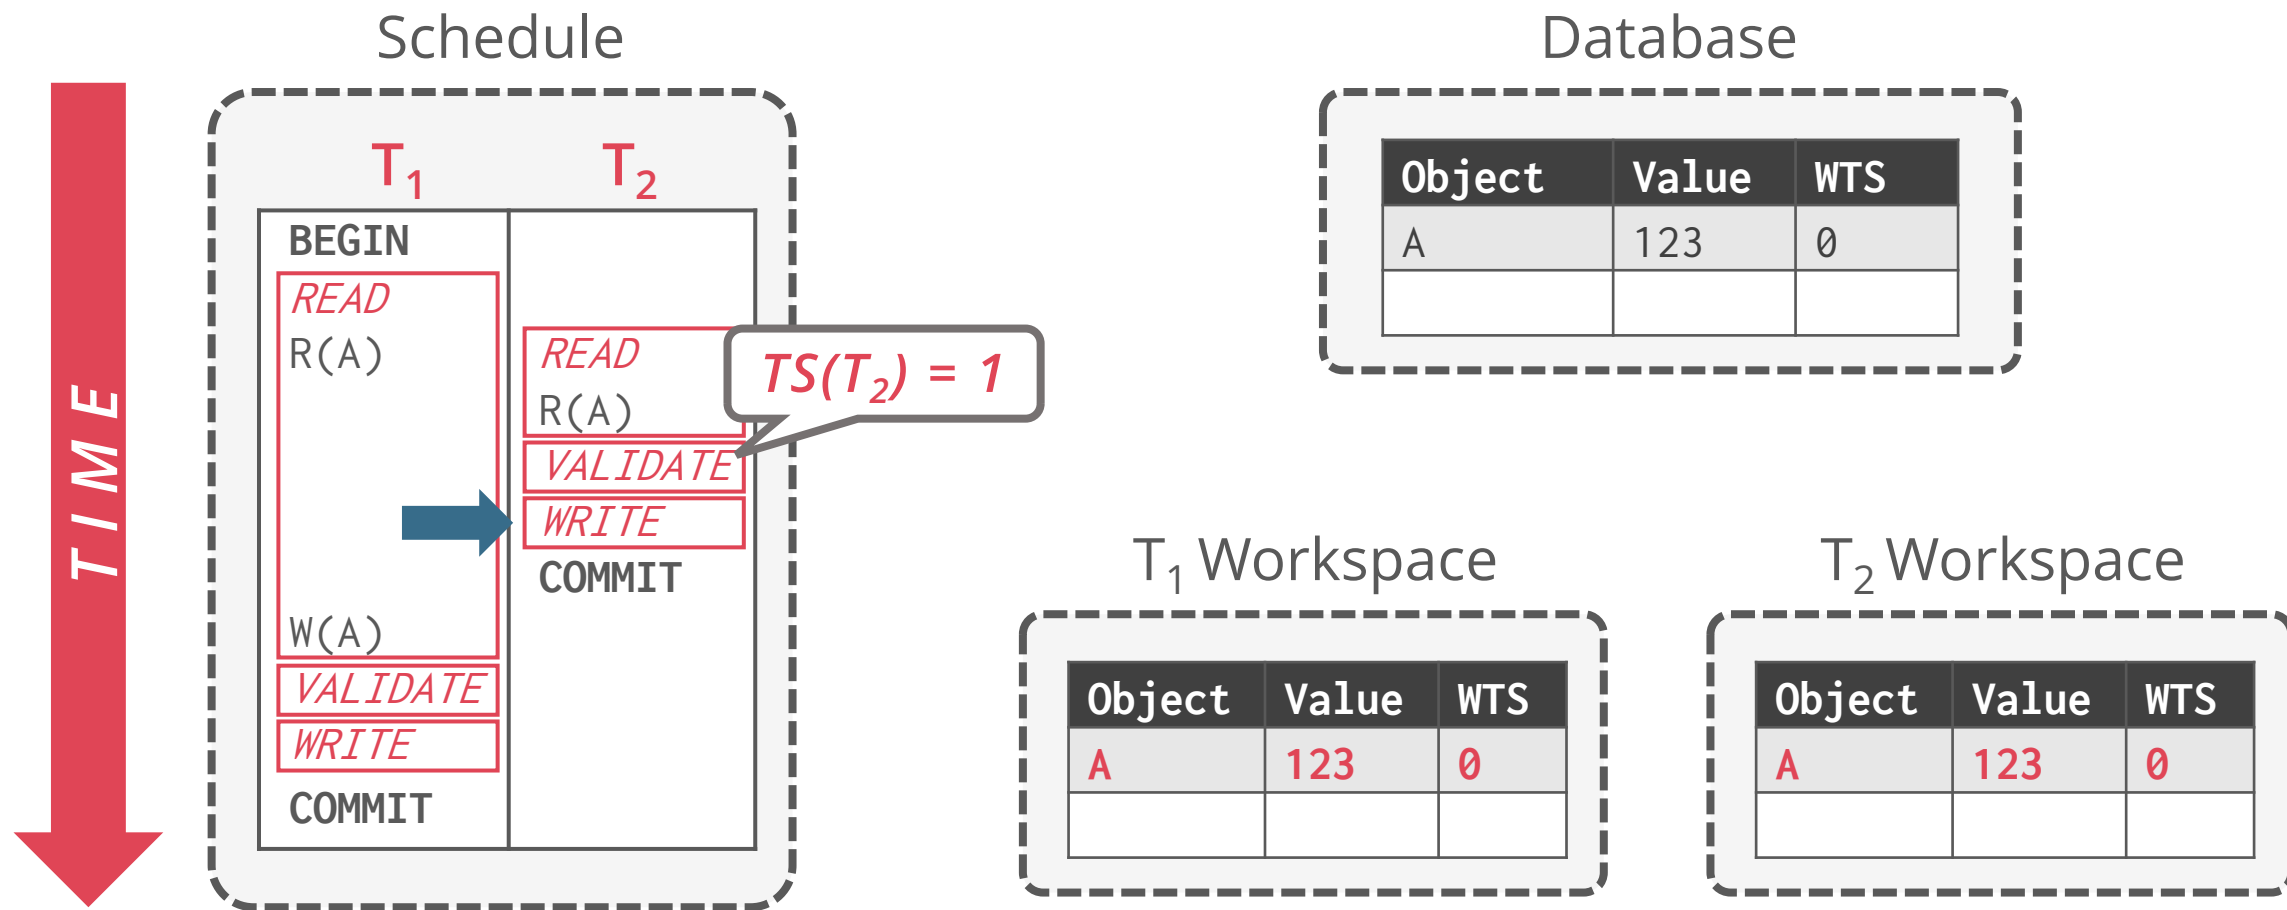 Schedule
Database
TIME
T1 T2
BEGIN
READ
R(A)
W(A)
VALIDATE
WRITE
COMMIT
READ
R(A)
VALIDATE
WRITE
COMMIT
TS(T2) = 1
Object Value WTS
A 123 0
T1 Workspace
Object Value WTS
A 123 0
T2 Workspace
Object Value WTS
A 123 0